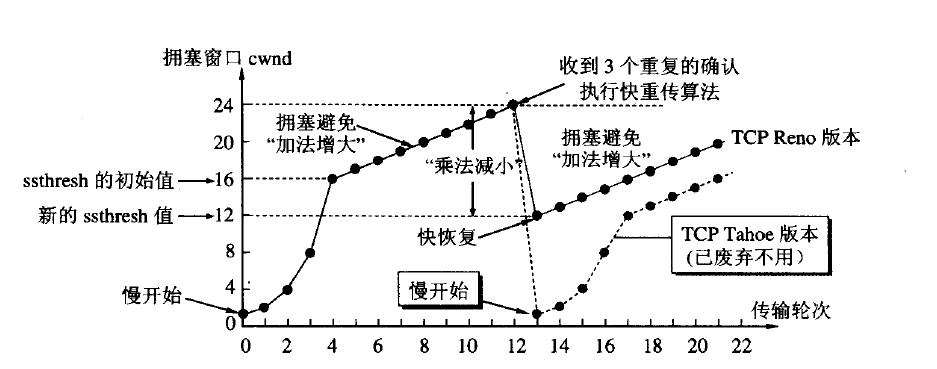 拥塞窗口 cwnd
收到 3 个重复的确认
执行快重传算法
24
拥塞避免
“加法增大”
拥塞避免
“加法增大”
TCP Reno 版本
20
“乘法减小”
ssthresh 的初始值
16
新的 ssthresh 值
12
快恢复
TCP Tahoe 版本
(已废弃不用)
8
慢开始
慢开始
4
传输轮次
0
0 2 4 6 8 10 12 14 16 18 20 22